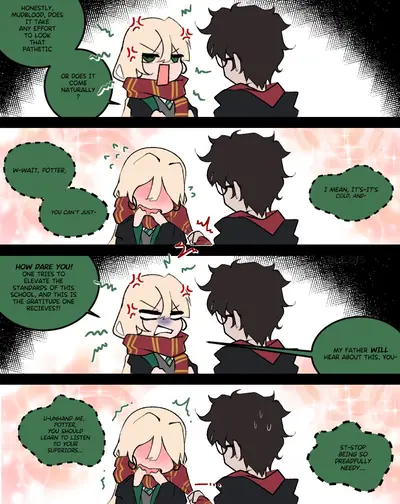 HONESTLY,
MUDBLOOD, DOES
IT TAKE
ANY EFFORT
TO LOOK
THAT
PATHETIC
OR DOES IT
COME
NATURALLY
?
W-WAIT, POTTER,
YOU CAN'T JUST-
I MEAN, IT'S-IT'S
COLD, AND-
HOW DARE YOU!
ONE TRIES TO
ELEVATE THE
STANDARDS OF THIS
SCHOOL, AND THIS IS
THE GRATITUDE ONE
RECIEVES?!
MY FATHER WILL
HEAR ABOUT THIS, YOU-
U-UNHAND ME,
POTTER,
YOU SHOULD
LEARN TO LISTEN
TO YOUR
SUPERIORS...
ST-STOP
BEING SO
DREADFULLY
NEEDY...